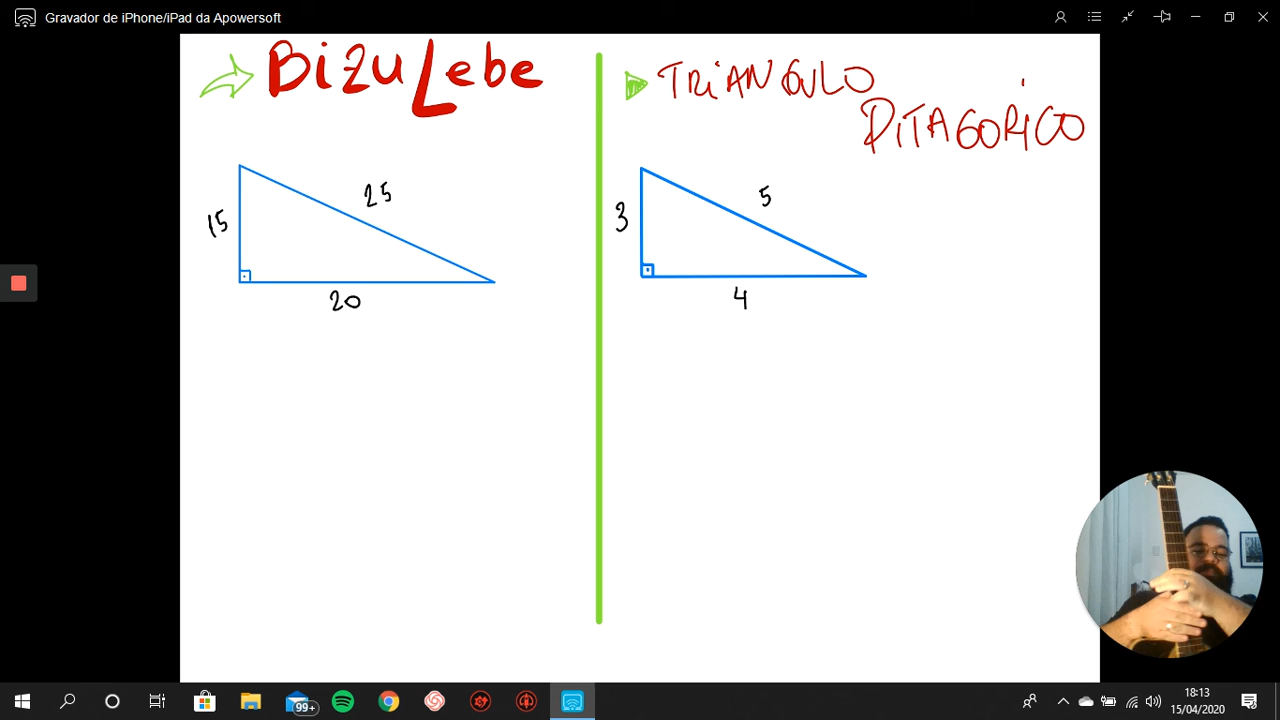 Gravador de iPhone/iPad da Apowersoft
BizuLebe
TRiANGULO
PITAGORiCO
15
25
20
3
5
4
99+
18:13
15/04/2020